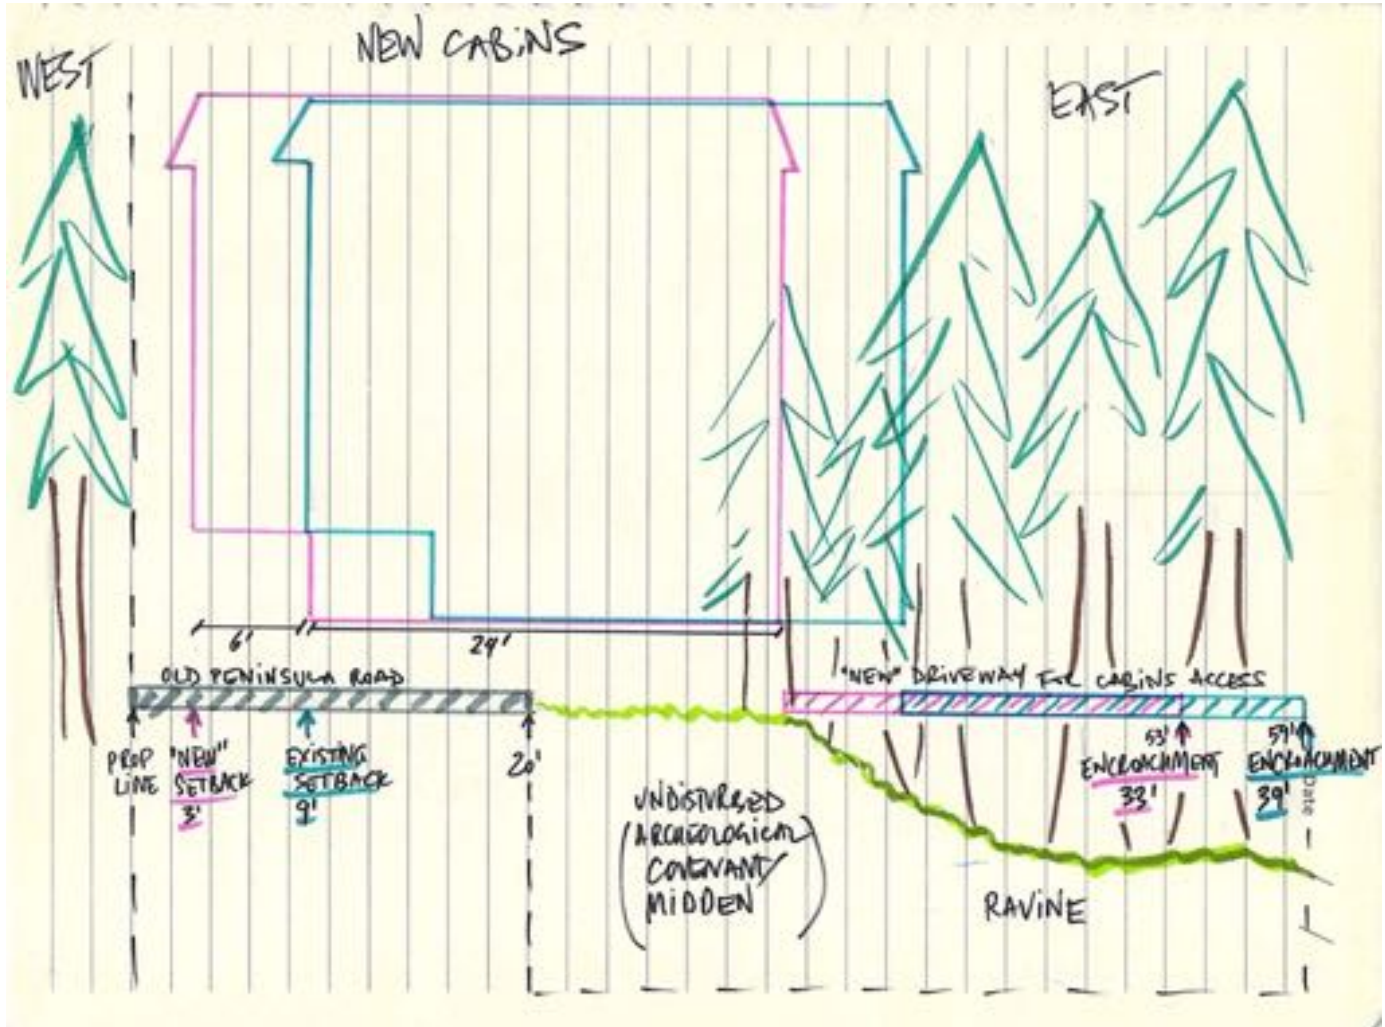 NEW CABINS
WEST
EAST
6'
24'
OLD PENINSULA ROAD
"NEW" DRIVEWAY FOR CABINS ACCESS
PROP
LINE
"NEW"
SETBACK
3'
EXISTING
SETBACK
9'
20'
53'
ENCROACHMENT
33'
59'
ENCROACHMENT
39'
Date
UNDISTURBED
(ARCHEOLOGICAL)
COVENANT/
MIDDEN
RAVINE